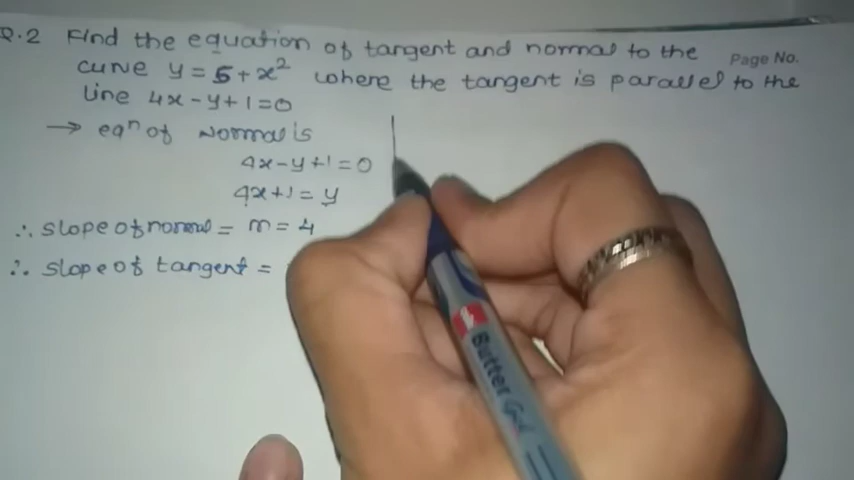 Q.2 Find the equation of tangent and normal to the
Page No.
curve y = 5 + x² where the tangent is parallel to the
line 4x - y + 1 = 0
→ eqⁿ of Normal is
4x - y + 1 = 0
4x + 1 = y
∴ slope of normal = m = 4
∴ slope of tangent =
Butter Gel